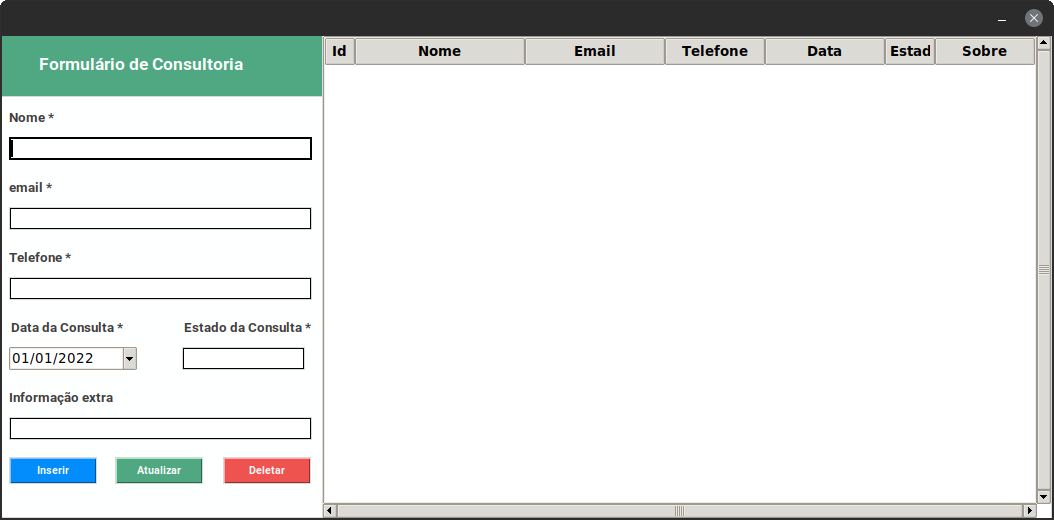 Formulário de Consultoria
Nome *
email *
Telefone *
Data da Consulta * Estado da Consulta *
01/01/2022
Informação extra
Inserir Atualizar Deletar
Id Nome Email Telefone Data Estad Sobre